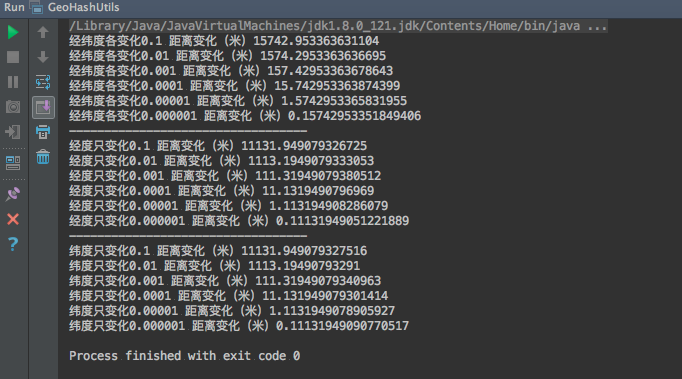 Run GeoHashUtils
/Library/Java/JavaVirtualMachines/jdk1.8.0_121.jdk/Contents/Home/bin/java ...
经纬度各变化0.1 距离变化（米）15742.953363631104
经纬度各变化0.01 距离变化（米）1574.2953363636695
经纬度各变化0.001 距离变化（米）157.42953363678643
经纬度各变化0.0001 距离变化（米）15.742953363874399
经纬度各变化0.00001 距离变化（米）1.5742953365831955
经纬度各变化0.000001 距离变化（米）0.15742953351849406
——————————————————————————————————
经度只变化0.1 距离变化（米）11131.949079326725
经度只变化0.01 距离变化（米）1113.1949079333053
经度只变化0.001 距离变化（米）111.31949079380512
经度只变化0.0001 距离变化（米）11.1319490796969
经度只变化0.00001 距离变化（米）1.11319490828 6079
经度只变化0.000001 距离变化（米）0.11131949051221889
——————————————————————————————————
纬度只变化0.1 距离变化（米）11131.949079327516
纬度只变化0.01 距离变化（米）1113.19490793291
纬度只变化0.001 距离变化（米）111.31949079340963
纬度只变化0.0001 距离变化（米）11.131949079301414
纬度只变化0.00001 距离变化（米）1.1131949078905927
纬度只变化0.000001 距离变化（米）0.11131949090770517
Process finished with exit code 0